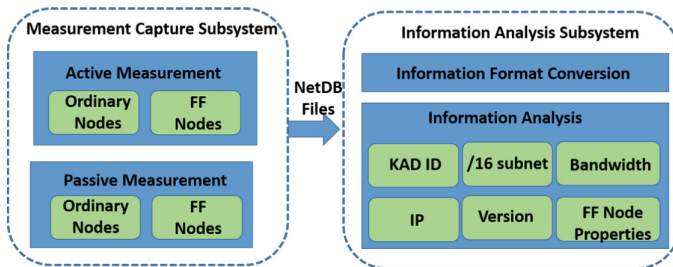 Measurement Capture Subsystem
Active Measurement
Ordinary
Nodes
FF
Nodes
Passive Measurement
Ordinary
Nodes
FF
Nodes
NetDB
Files
Information Analysis Subsystem
Information Format Conversion
Information Analysis
KAD ID
/16 subnet
Bandwidth
IP
Version
FF Node
Properties